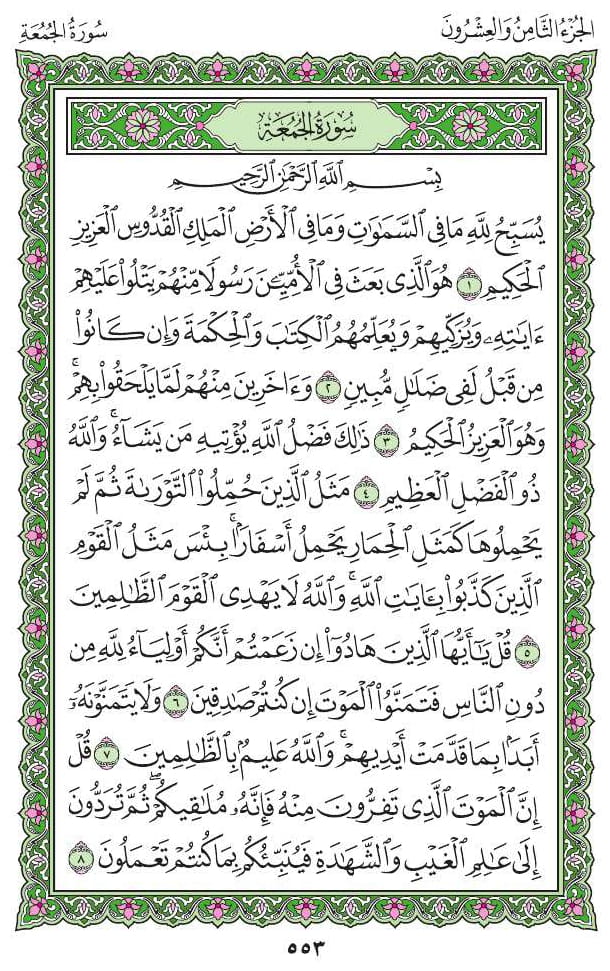 الجُزْءُ الثَّامِنُ وَالعِشْرُونَ
سُورَةُ الجُمُعَةِ
سُورَةُ الجُمُعَةِ
بِسْمِ اللَّهِ الرَّحْمَٰنِ الرَّحِيمِ
يُسَبِّحُ لِلَّهِ مَا فِي السَّمَٰوَٰتِ وَمَا فِي الْأَرْضِ الْمَلِكِ الْقُدُّوسِ الْعَزِيزِ
الْحَكِيمِ ١ هُوَ الَّذِي بَعَثَ فِي الْأُمِّيِّۦنَ رَسُولًا مِّنْهُمْ يَتْلُوا۟ عَلَيْهِمْ
ءَايَٰتِهِۦ وَيُزَكِّيهِمْ وَيُعَلِّمُهُمُ الْكِتَٰبَ وَالْحِكْمَةَ وَإِن كَانُوا۟
مِن قَبْلُ لَفِي ضَلَٰلٍ مُّبِينٍ ٢ وَءَاخَرِينَ مِنْهُمْ لَمَّا يَلْحَقُوا۟ بِهِمْ ۚ
وَهُوَ الْعَزِيزُ الْحَكِيمُ ٣ ذَٰلِكَ فَضْلُ اللَّهِ يُؤْتِيهِ مَن يَشَآءُ ۚ وَاللَّهُ
ذُو الْفَضْلِ الْعَظِيمِ ٤ مَثَلُ الَّذِينَ حُمِّلُوا۟ التَّوْرَىٰةَ ثُمَّ لَمْ
يَحْمِلُوهَا كَمَثَلِ الْحِمَارِ يَحْمِلُ أَسْفَارًۢا ۚ بِئْسَ مَثَلُ الْقَوْمِ
الَّذِينَ كَذَّبُوا۟ بِـَٔايَٰتِ اللَّهِ ۚ وَاللَّهُ لَا يَهْدِي الْقَوْمَ الظَّٰلِمِينَ
٥ قُلْ يَٰٓأَيُّهَا الَّذِينَ هَادُوٓا۟ إِن زَعَمْتُمْ أَنَّكُمْ أَوْلِيَآءُ لِلَّهِ مِن
دُونِ النَّاسِ فَتَمَنَّوُا۟ الْمَوْتَ إِن كُنتُمْ صَٰدِقِينَ ٦ وَلَا يَتَمَنَّوْنَهُۥٓ
أَبَدًۢا بِمَا قَدَّمَتْ أَيْدِيهِمْ ۚ وَاللَّهُ عَلِيمٌۢ بِالظَّٰلِمِينَ ٧ قُلْ
إِنَّ الْمَوْتَ الَّذِي تَفِرُّونَ مِنْهُ فَإِنَّهُۥ مُلَٰقِيكُمْ ۖ ثُمَّ تُرَدُّونَ
إِلَىٰ عَٰلِمِ الْغَيْبِ وَالشَّهَٰدَةِ فَيُنَبِّئُكُم بِمَا كُنتُمْ تَعْمَلُونَ ٨
٥٥٣